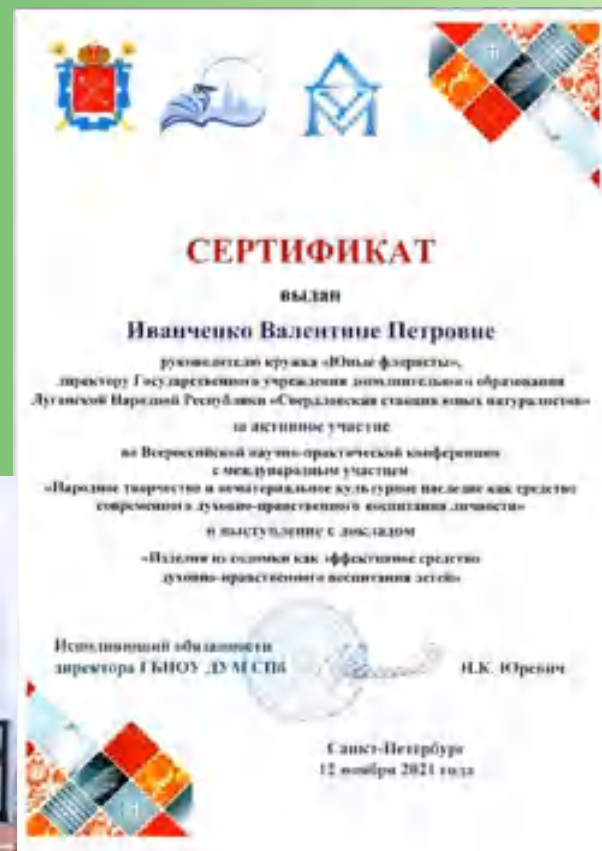 СЕРТИФИКАТ
выдан
Иванченко Валентине Петровне
руководителю кружка «Юные флористы»,
директору Государственного учреждения дополнительного образования
Луганской Народной Республики «Свердловская станция юных натуралистов»
за активное участие
во Всероссийской научно-практической конференции
с международным участием
«Народное творчество и нематериальное культурное наследие как средство
современного духовно-нравственного воспитания личности»
и выступление с докладом
«Изделия из соломки как эффективное средство
духовно-нравственного воспитания детей»
Исполняющий обязанности
директора ГБНОУ ДУМ СПб
Н.К. Юревич
Санкт-Петербург
12 ноября 2021 года